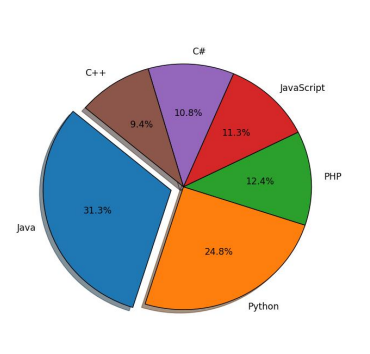 C#
C++
JavaScript
10.8%
9.4%
11.3%
PHP
12.4%
31.3%
Java
24.8%
Python